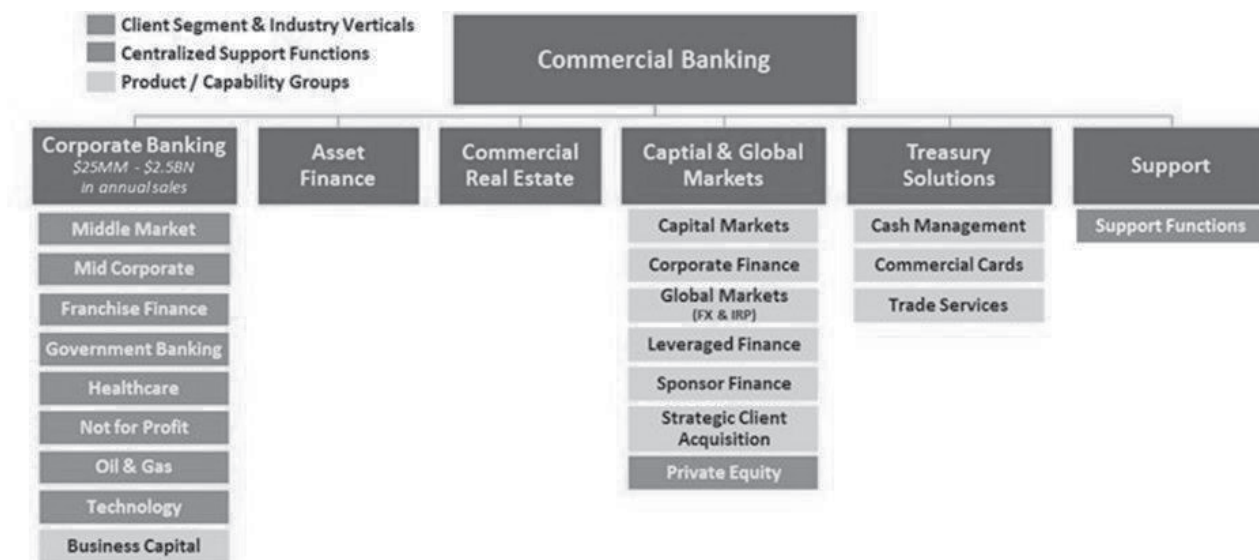 Client Segment & Industry Verticals
Centralized Support Functions
Product / Capability Groups
Commercial Banking
Corporate Banking
$25MM - $2.5BN
in annual sales
Middle Market
Mid Corporate
Franchise Finance
Government Banking
Healthcare
Not for Profit
Oil & Gas
Technology
Business Capital
Asset
Finance
Commercial
Real Estate
Captial & Global
Markets
Capital Markets
Corporate Finance
Global Markets
(FX & IRP)
Leveraged Finance
Sponsor Finance
Strategic Client
Acquisition
Private Equity
Treasury
Solutions
Cash Management
Commercial Cards
Trade Services
Support
Support Functions